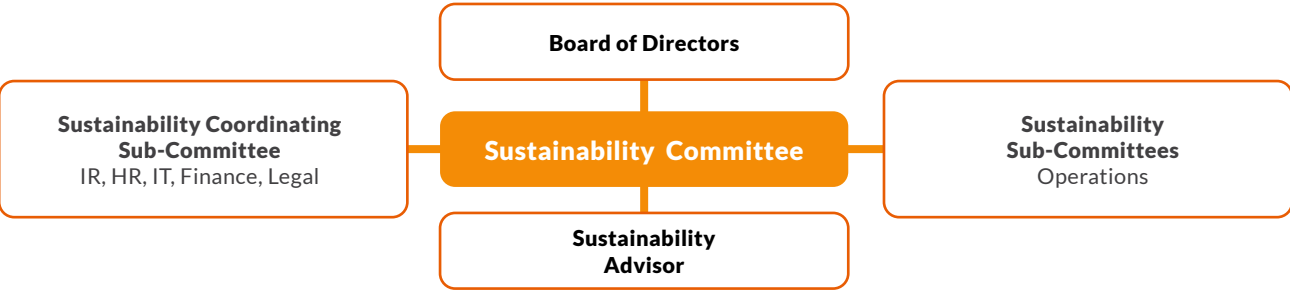 Board of Directors
Sustainability Coordinating
Sub-Committee
IR, HR, IT, Finance, Legal
Sustainability Committee
Sustainability
Sub-Committees
Operations
Sustainability
Advisor